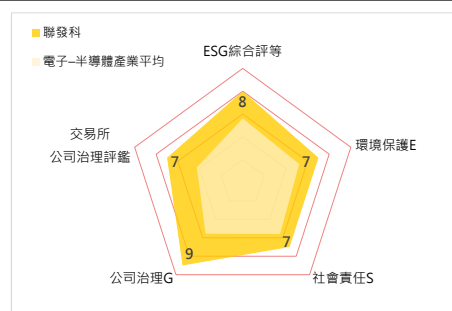 聯發科
電子–半導體產業平均
ESG綜合評等
8
交易所
公司治理評鑑
7
7
環境保護E
9
7
公司治理G
社會責任S